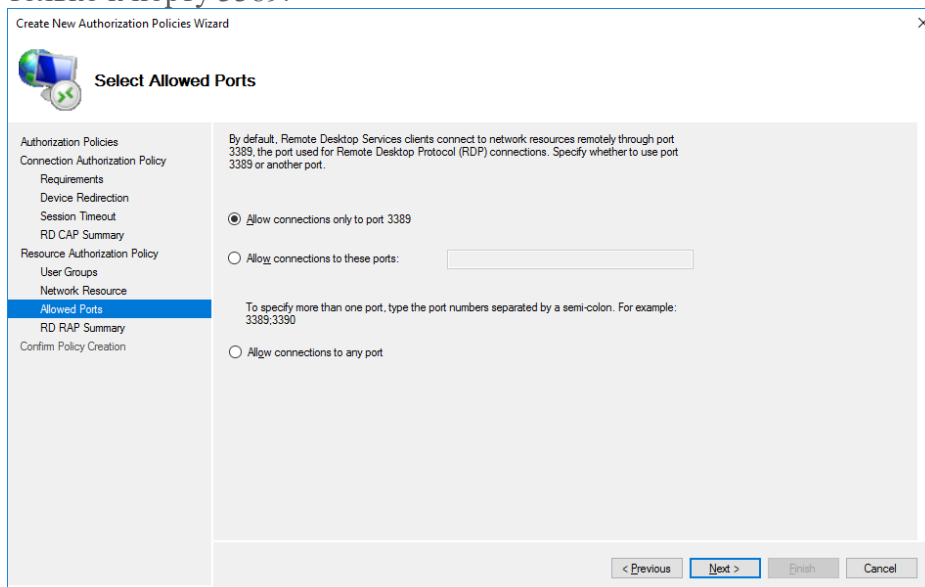 только к порту 3389.
Create New Authorization Policies Wizard
Select Allowed Ports
Authorization Policies
Connection Authorization Policy
Requirements
Device Redirection
Session Timeout
RD CAP Summary
Resource Authorization Policy
User Groups
Network Resource
Allowed Ports
RD RAP Summary
Confirm Policy Creation
By default, Remote Desktop Services clients connect to network resources remotely through port
3389, the port used for Remote Desktop Protocol (RDP) connections. Specify whether to use port
3389 or another port.
Allow connections only to port 3389
Allow connections to these ports:
To specify more than one port, type the port numbers separated by a semi-colon. For example:
3389;3390
Allow connections to any port
< Previous Next > Finish Cancel